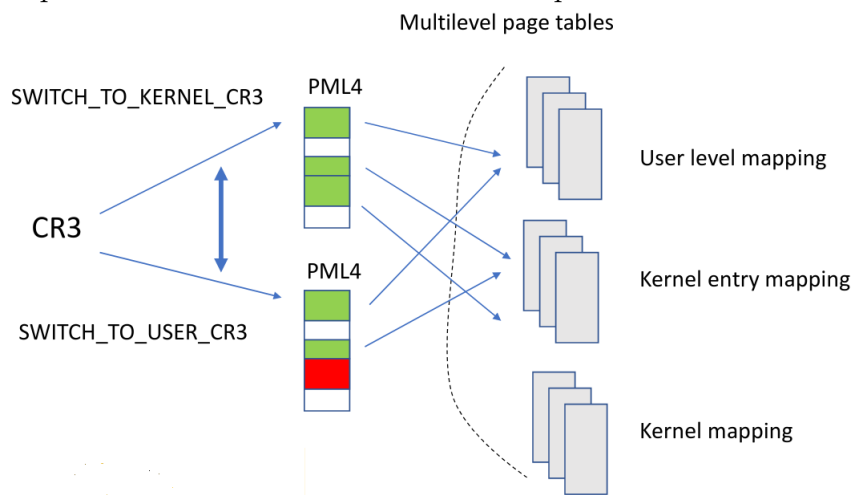 Multilevel page tables
SWITCH_TO_KERNEL_CR3
PML4
User level mapping
CR3
PML4
Kernel entry mapping
SWITCH_TO_USER_CR3
Kernel mapping